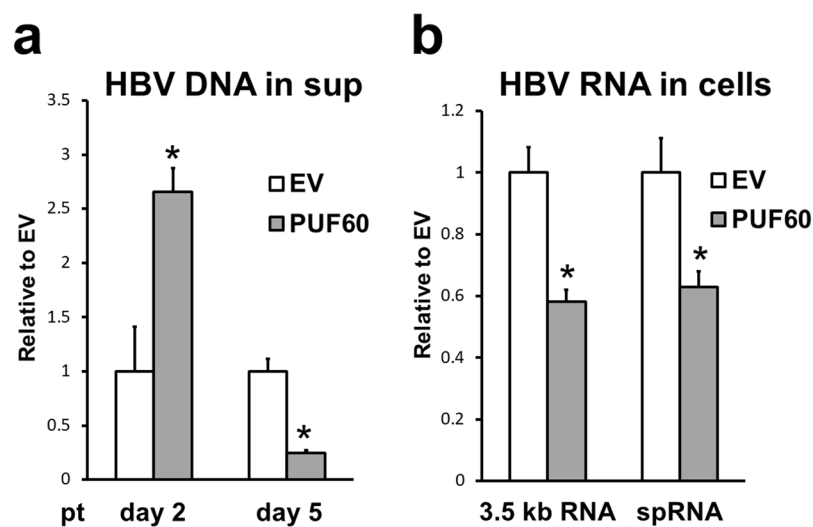 a
HBV DNA in sup
Relative to EV
3.5
3
2.5
2
1.5
1
0.5
0
*
*
EV
PUF60
pt day 2 day 5
b
HBV RNA in cells
Relative to EV
1.2
1
0.8
0.6
0.4
0.2
0
*
*
EV
PUF60
3.5 kb RNA spRNA